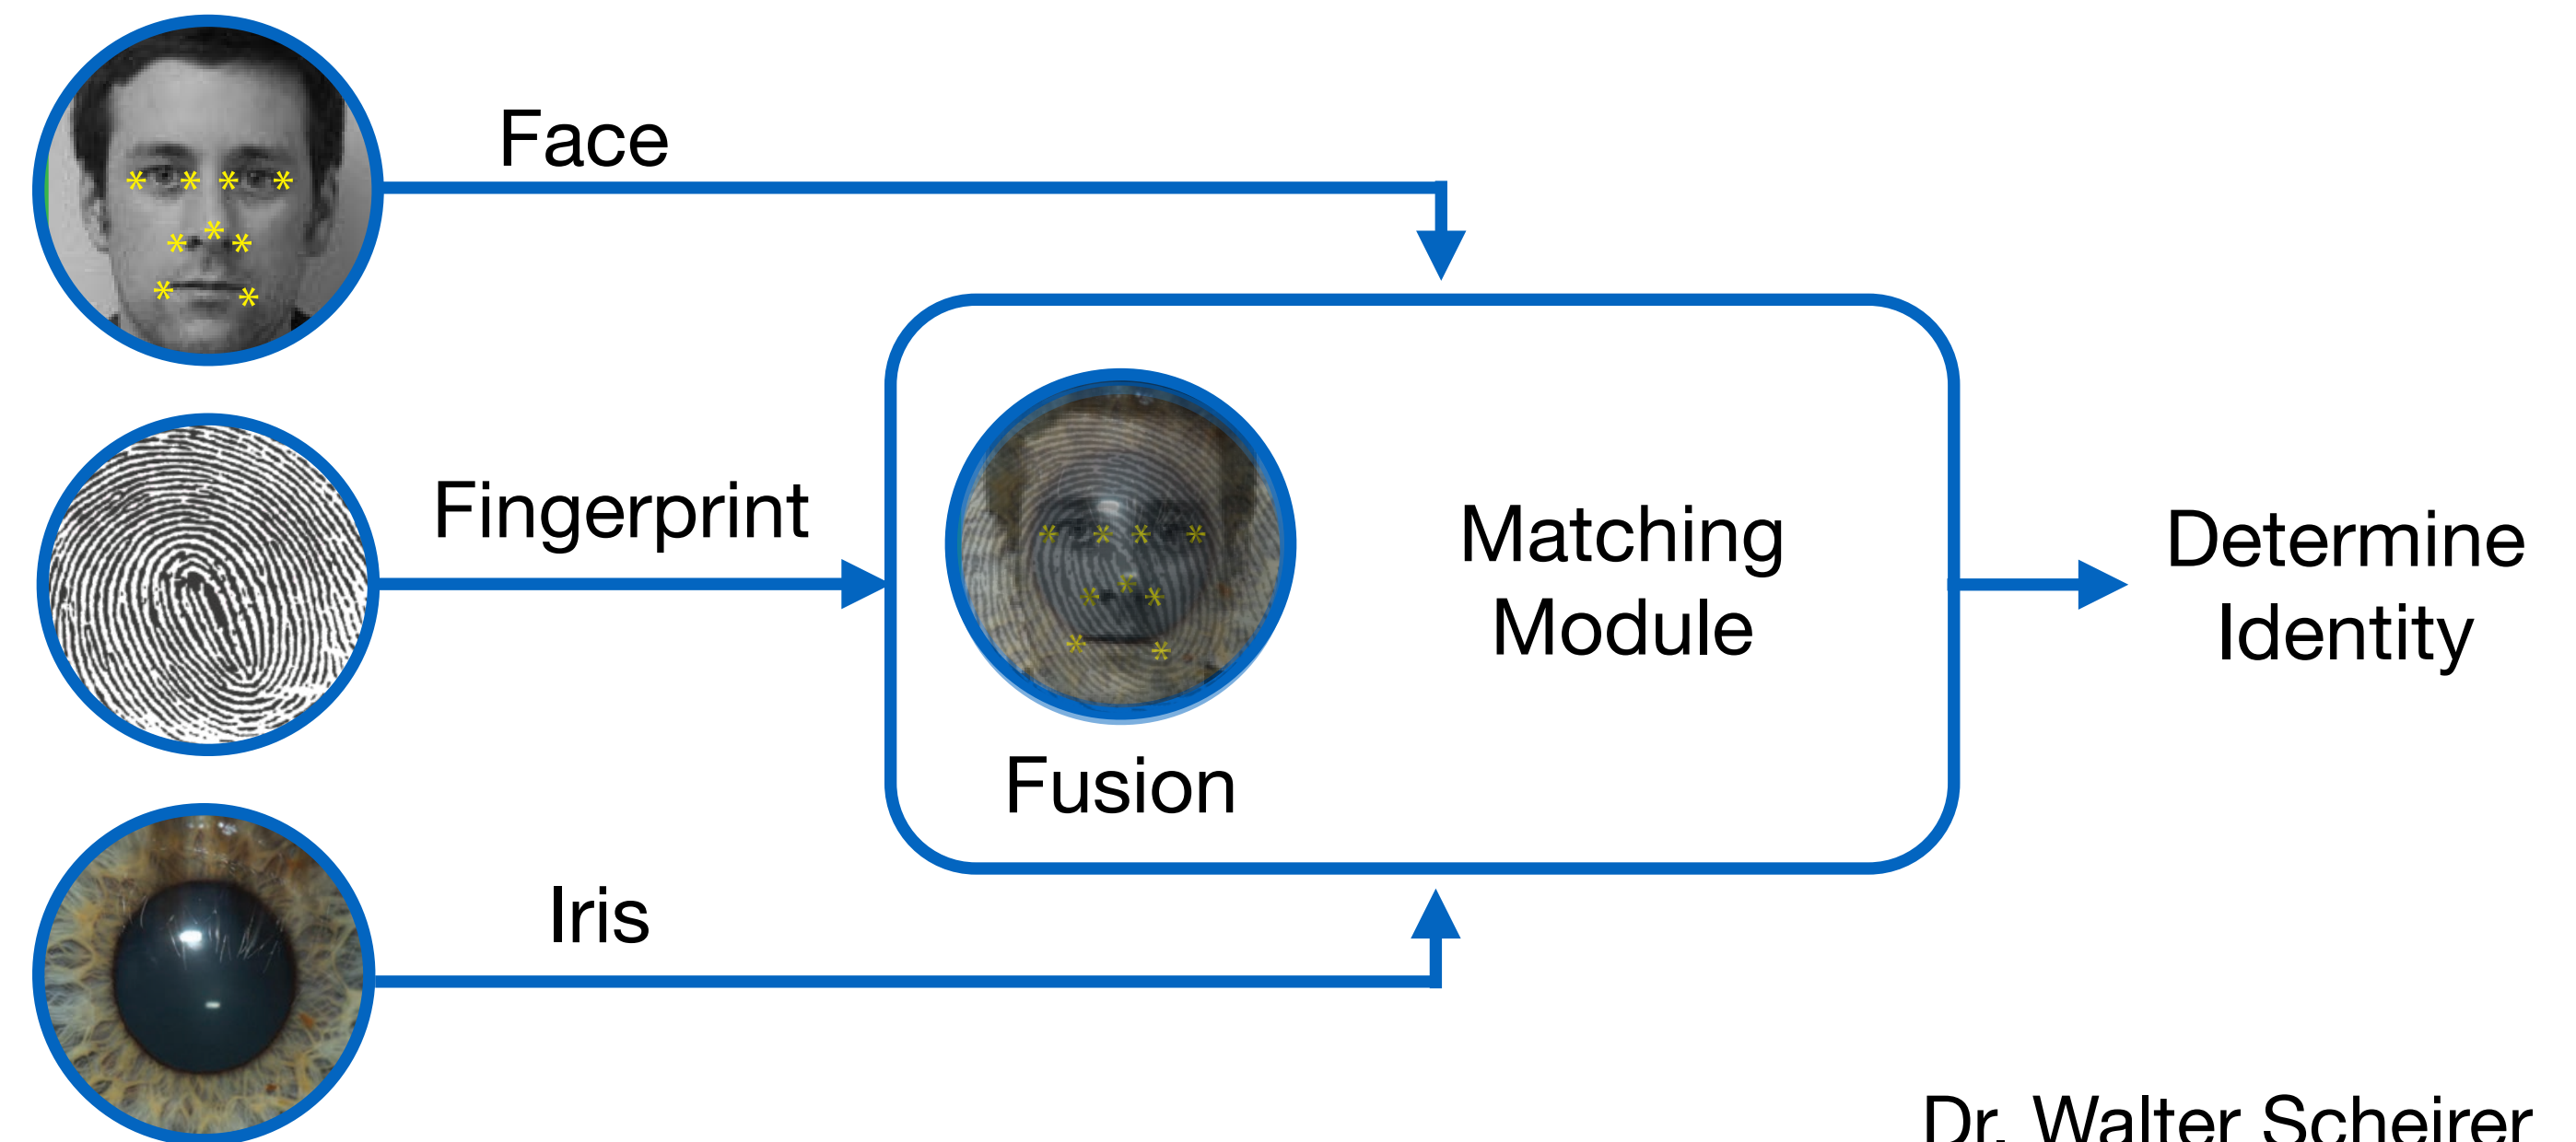 Face
Fingerprint
Iris
Fusion
Matching
Module
Determine
Identity
Dr. Walter Scheirer